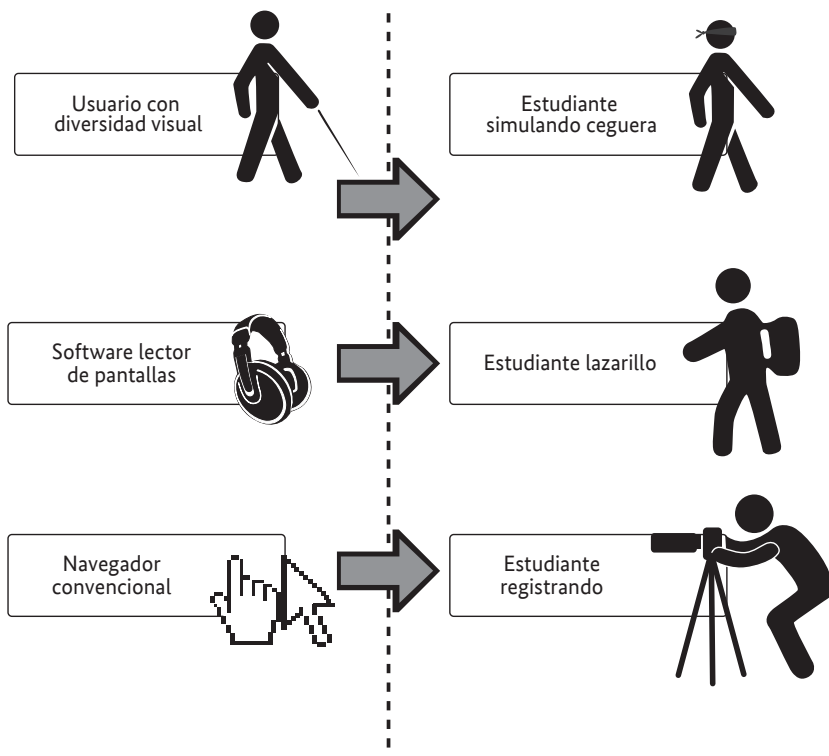 Usuario con
diversidad visual
Estudiante
simulando ceguera
Software lector
de pantallas
Estudiante lazarillo
Navegador
convencional
Estudiante
registrando